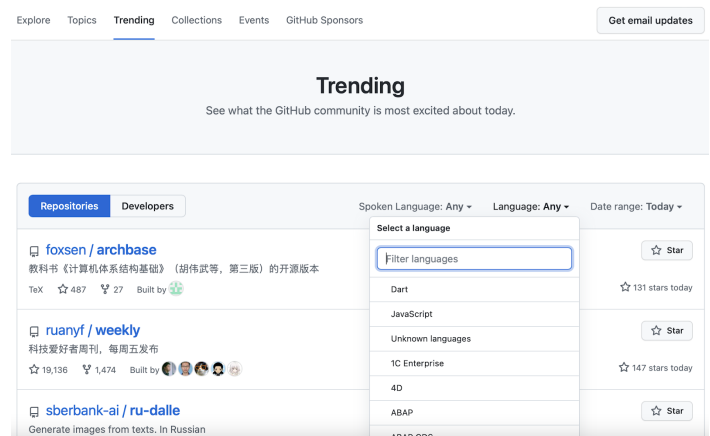 Explore Topics Trending Collections Events GitHub Sponsors Get email updates
Trending
See what the GitHub community is most excited about today.
Repositories Developers Spoken Language: Any Language: Any Date range: Today
Select a language
Filter languages
Dart
JavaScript
Unknown languages
1C Enterprise
4D
ABAP
foxsen / archbase
Star
教科书《计算机体系结构基础》（胡伟武等，第三版）的开源版本
TeX 487 27 Built by 131 stars today
ruanyf / weekly
Star
科技爱好者周刊，每周五发布
19,136 1,474 Built by 147 stars today
sberbank-ai / ru-dalle
Star
Generate images from texts. In Russian